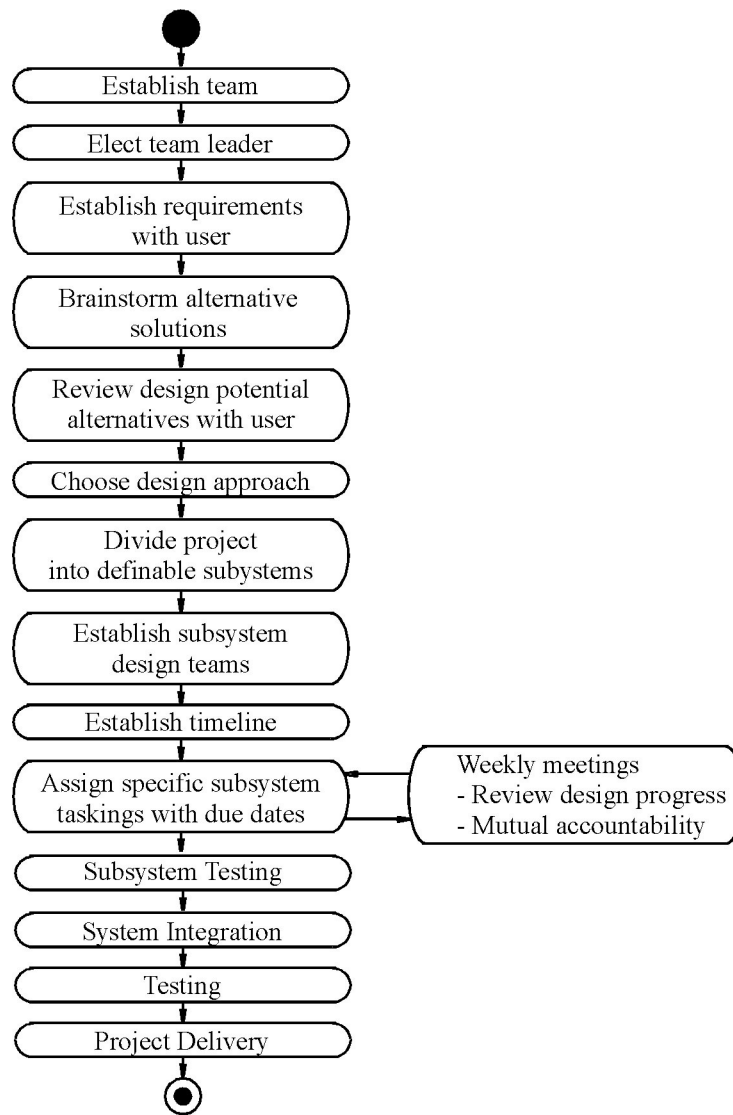 Establish team
Elect team leader
Establish requirements
with user
Brainstorm alternative
solutions
Review design potential
alternatives with user
Choose design approach
Divide project
into definable subystems
Establish subsystem
design teams
Establish timeline
Assign specific subsystem
taskings with due dates
Weekly meetings
- Review design progress
- Mutual accountability
Subsystem Testing
System Integration
Testing
Project Delivery